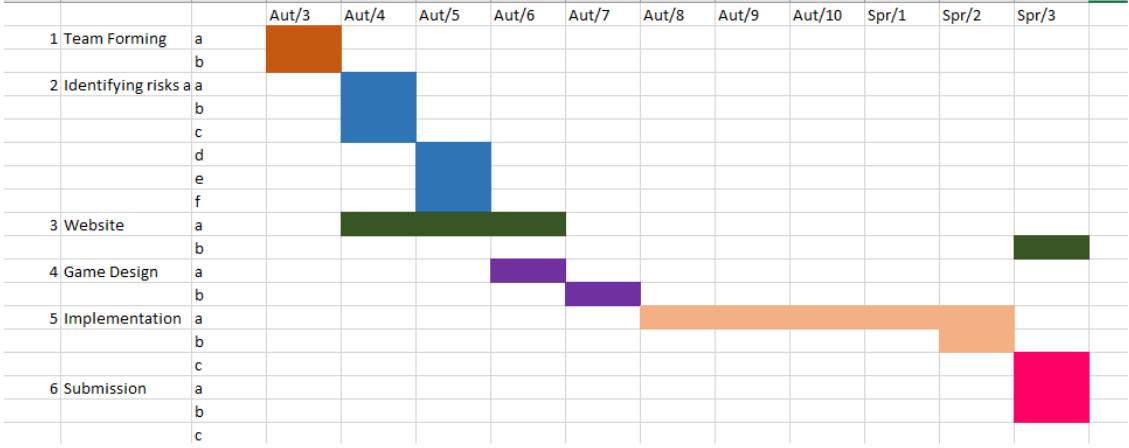 Aut/3 Aut/4 Aut/5 Aut/6 Aut/7 Aut/8 Aut/9 Aut/10 Spr/1 Spr/2 Spr/3
1 Team Forming a
b
2 Identifying risks a a
b
c
d
e
f
3 Website a
b
4 Game Design a
b
5 Implementation a
b
c
6 Submission a
b
c